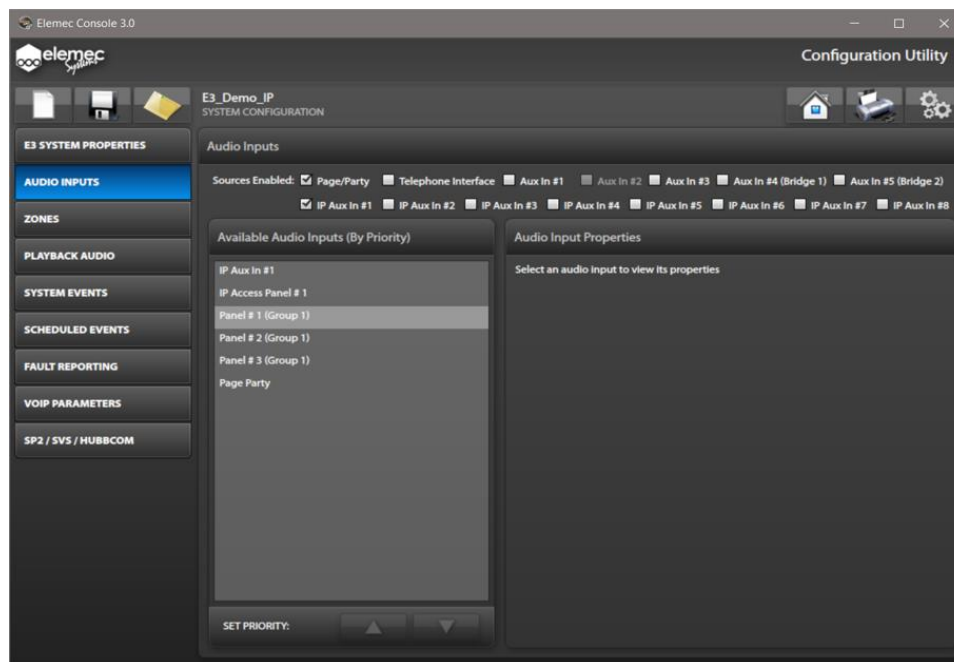 Elemec Console 3.0
elemec
Systems
Configuration Utility
E3_Demo_IP
SYSTEM CONFIGURATION
E3 SYSTEM PROPERTIES
AUDIO INPUTS
ZONES
PLAYBACK AUDIO
SYSTEM EVENTS
SCHEDULED EVENTS
FAULT REPORTING
VOIP PARAMETERS
SP2 / SVS / HUBBCOM
Audio Inputs
Sources Enabled: Page/Party Telephone Interface Aux In #1 Aux In #2 Aux In #3 Aux In #4 (Bridge 1) Aux In #5 (Bridge 2)
IP Aux In #1 IP Aux In #2 IP Aux In #3 IP Aux In #4 IP Aux In #5 IP Aux In #6 IP Aux In #7 IP Aux In #8
Available Audio Inputs (By Priority)
IP Aux In #1
IP Access Panel # 1
Panel # 1 (Group 1)
Panel # 2 (Group 1)
Panel # 3 (Group 1)
Page Party
SET PRIORITY:
Audio Input Properties
Select an audio input to view its properties